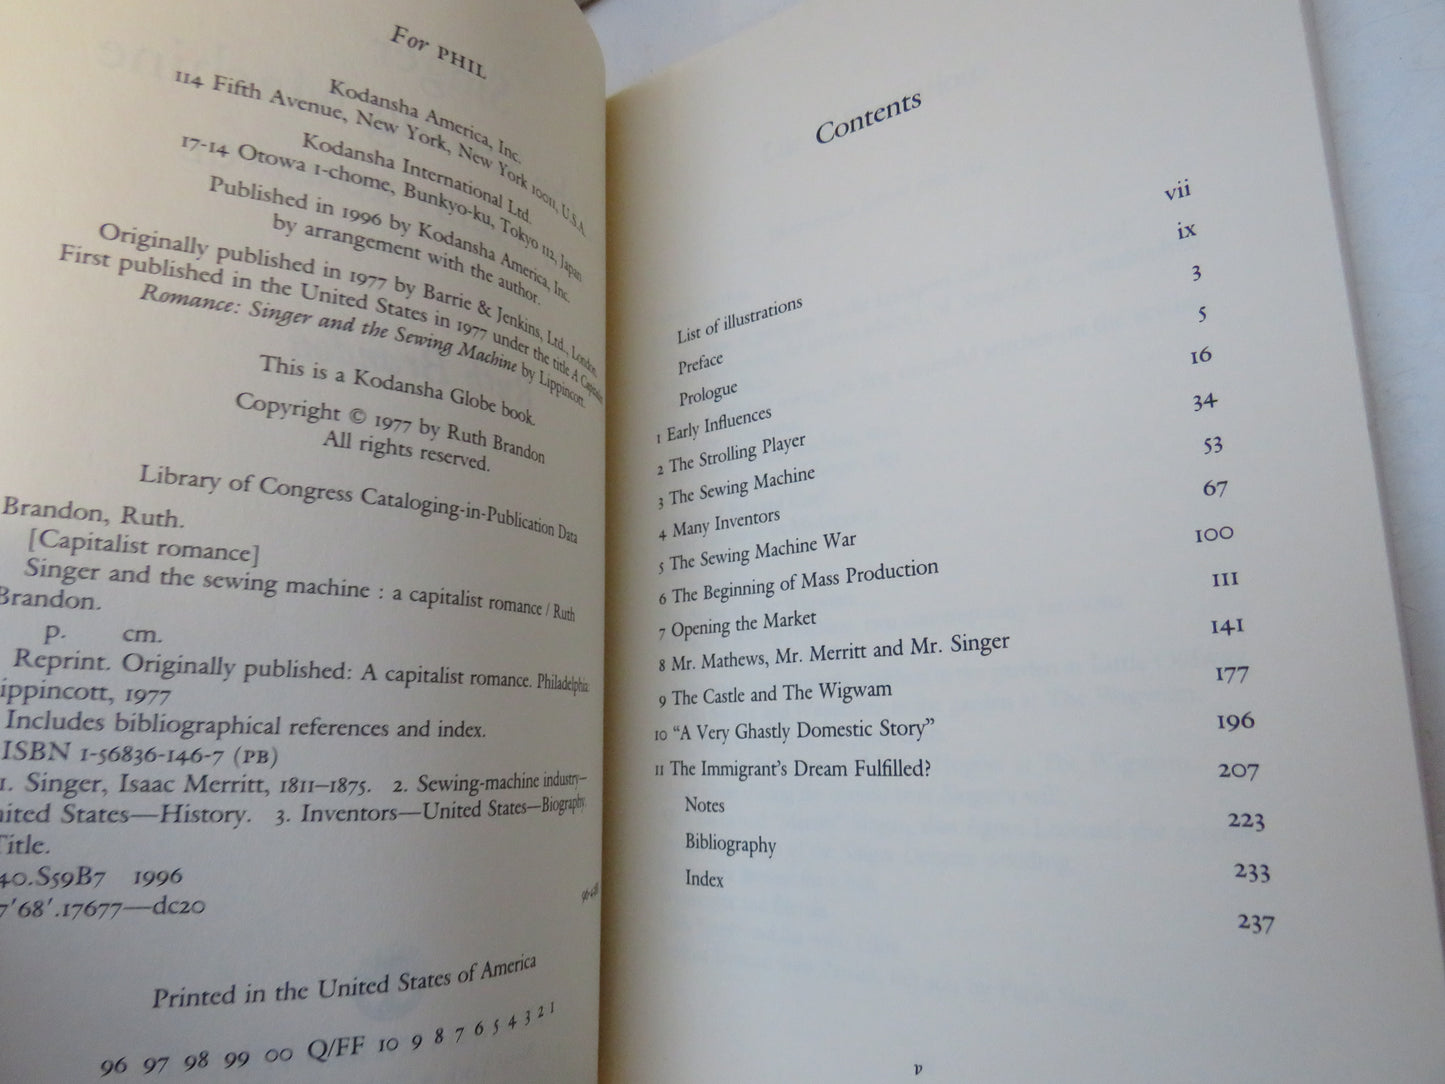 For PHIL
Kodansha America, Inc.
114 Fifth Avenue, New York, New York 10011, U.S.A.
Kodansha International Ltd.
17-14 Otowa 1-chome, Bunkyo-ku, Tokyo 112, Japan
Published in 1996 by Kodansha America, Inc.
by arrangement with the author.
Originally published in 1977 by Barrie & Jenkins, Ltd., London.
First published in the United States in 1977 under the title A Capitalist
Romance: Singer and the Sewing Machine by Lippincott.
This is a Kodansha Globe book.
Copyright © 1977 by Ruth Brandon
All rights reserved.
Library of Congress Cataloging-in-Publication Data
Brandon, Ruth.
[Capitalist romance]
Singer and the sewing machine : a capitalist romance / Ruth
Brandon.
p. cm.
Reprint. Originally published: A capitalist romance. Philadelphia:
ippincott, 1977
Includes bibliographical references and index.
ISBN 1-56836-146-7 (PB)
1. Singer, Isaac Merritt, 1811–1875. 2. Sewing-machine industry—
nited States—History. 3. Inventors—United States—Biography.
Title.
40.S59B7 1996
7'68'.17677—dc20
Printed in the United States of America
96 97 98 99 00 Q/FF 10 9 8 7 6 5 4 3 2 1
Contents
List of illustrations vii
Preface ix
Prologue 3
1 Early Influences 5
2 The Strolling Player 16
3 The Sewing Machine 34
4 Many Inventors 53
5 The Sewing Machine War 67
6 The Beginning of Mass Production 100
7 Opening the Market 111
8 Mr. Mathews, Mr. Merritt and Mr. Singer 141
9 The Castle and The Wigwam 177
10 “A Very Ghastly Domestic Story” 196
11 The Immigrant's Dream Fulfilled? 207
Notes 223
Bibliography 233
Index 237
v